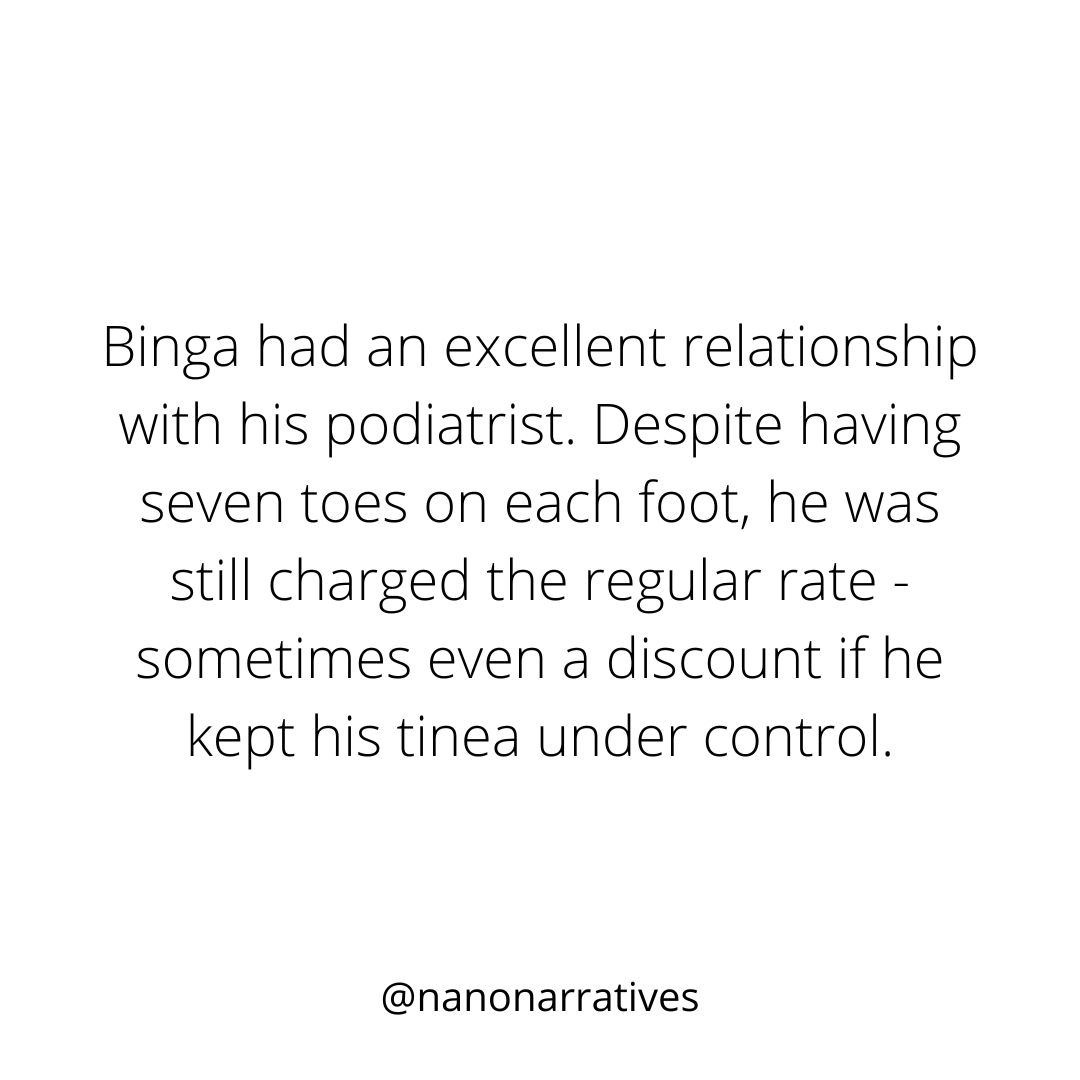 Binga had an excellent relationship
with his podiatrist. Despite having
seven toes on each foot, he was
still charged the regular rate -
sometimes even a discount if he
kept his tinea under control.
@nanonarratives